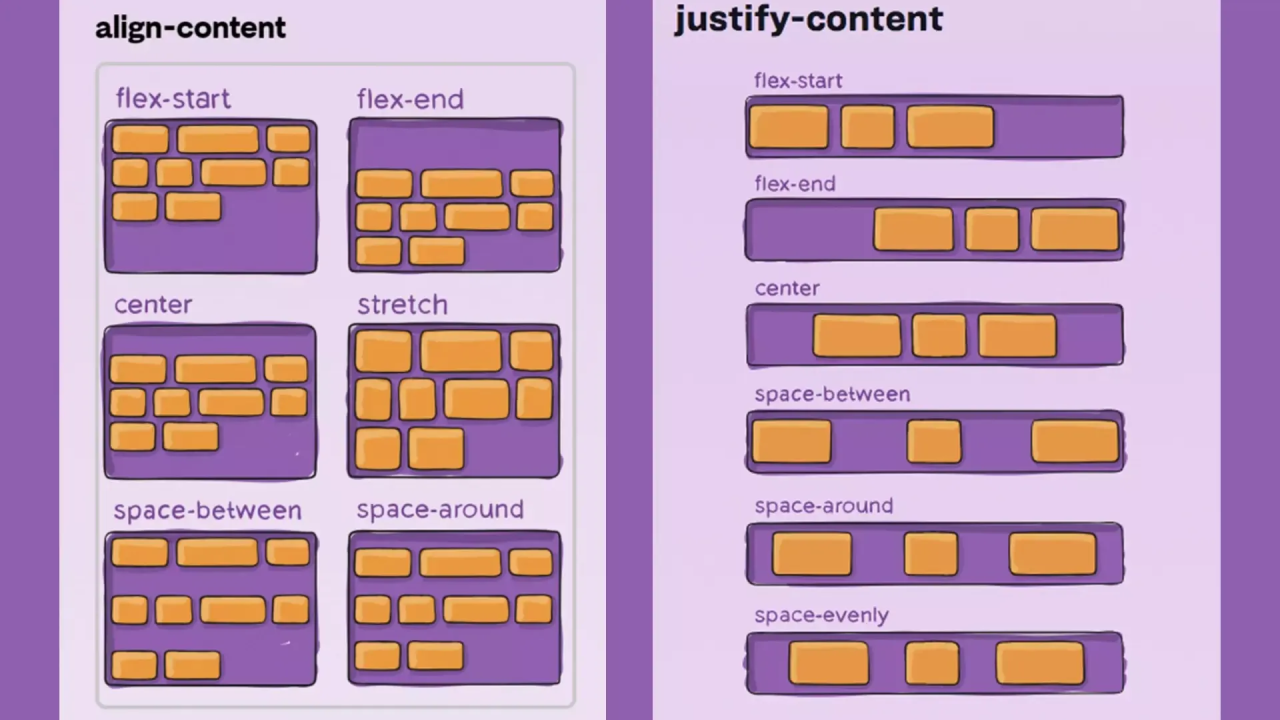 align-content
flex-start
flex-end
center
stretch
space-between
space-around
justify-content
flex-start
flex-end
center
space-between
space-around
space-evenly